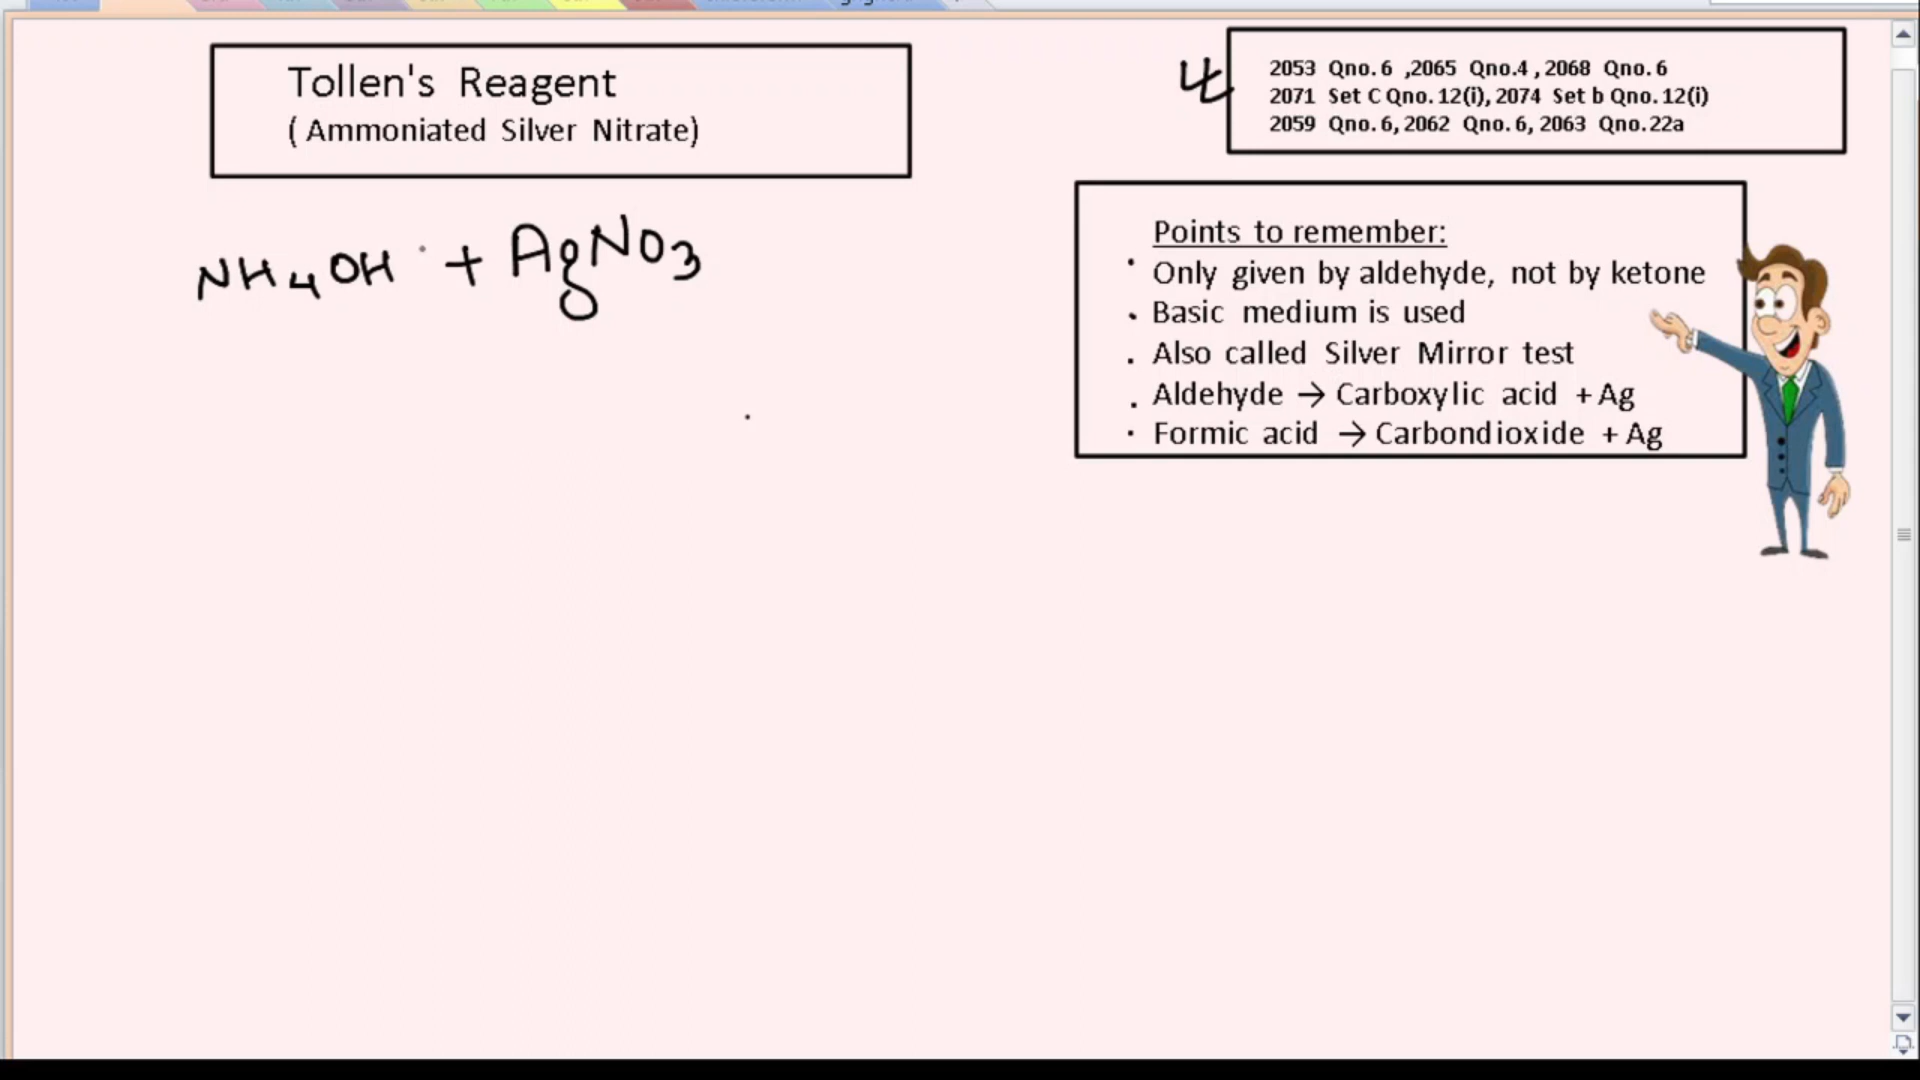 Tollen's Reagent
( Ammoniated Silver Nitrate)
2053 Qno. 6 ,2065 Qno.4 , 2068 Qno. 6
2071 Set C Qno. 12(i), 2074 Set b Qno. 12(i)
2059 Qno. 6, 2062 Qno. 6, 2063 Qno.22a
NH4OH + AgNO3
Points to remember:
Only given by aldehyde, not by ketone
. Basic medium is used
. Also called Silver Mirror test
. Aldehyde → Carboxylic acid + Ag
. Formic acid → Carbondioxide + Ag